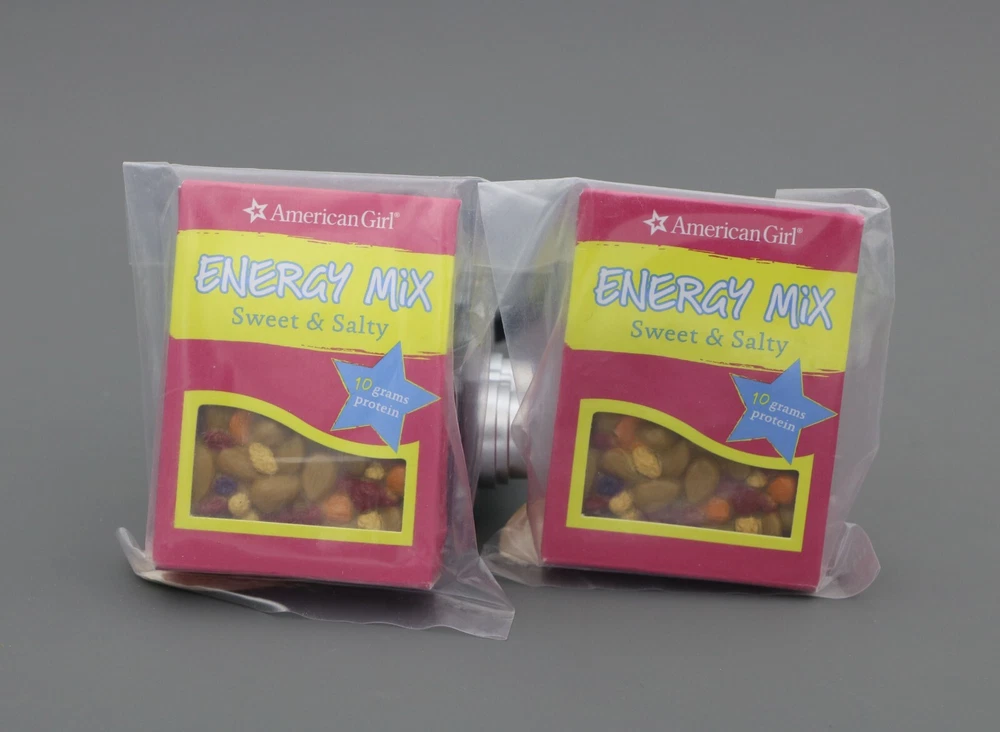 American Girl®
ENERGY MiX
Sweet & Salty
10 grams
protein
American Girl®
ENERGY MiX
Sweet & Salty
10 grams
protein